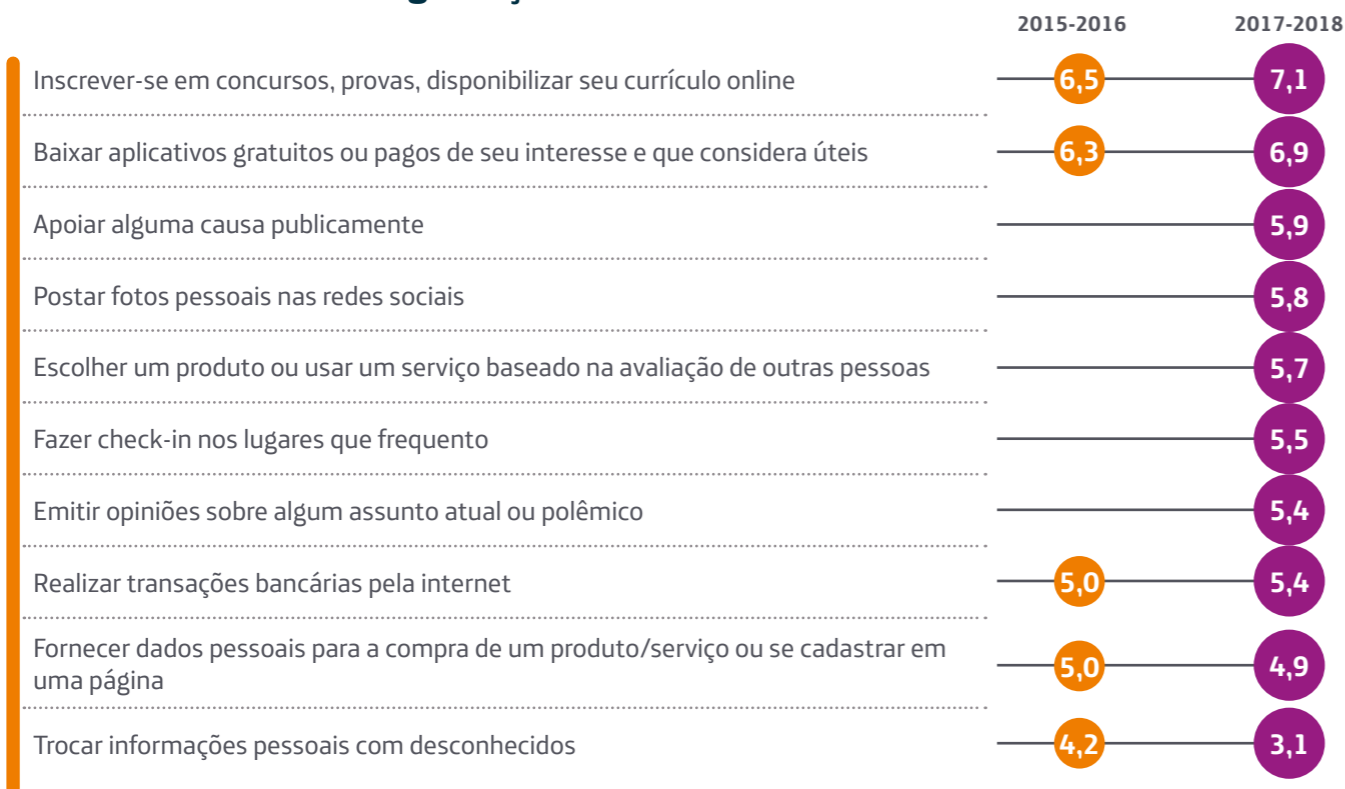 2015-2016 2017-2018
Inscrever-se em concursos, provas, disponibilizar seu currículo online 6,5 7,1
Baixar aplicativos gratuitos ou pagos de seu interesse e que considera úteis 6,3 6,9
Apoiar alguma causa publicamente 5,9
Postar fotos pessoais nas redes sociais 5,8
Escolher um produto ou usar um serviço baseado na avaliação de outras pessoas 5,7
Fazer check-in nos lugares que frequento 5,5
Emitir opiniões sobre algum assunto atual ou polêmico 5,4
Realizar transações bancárias pela internet 5,0 5,4
Fornecer dados pessoais para a compra de um produto/serviço ou se cadastrar em
uma página 5,0 4,9
Trocar informações pessoais com desconhecidos 4,2 3,1